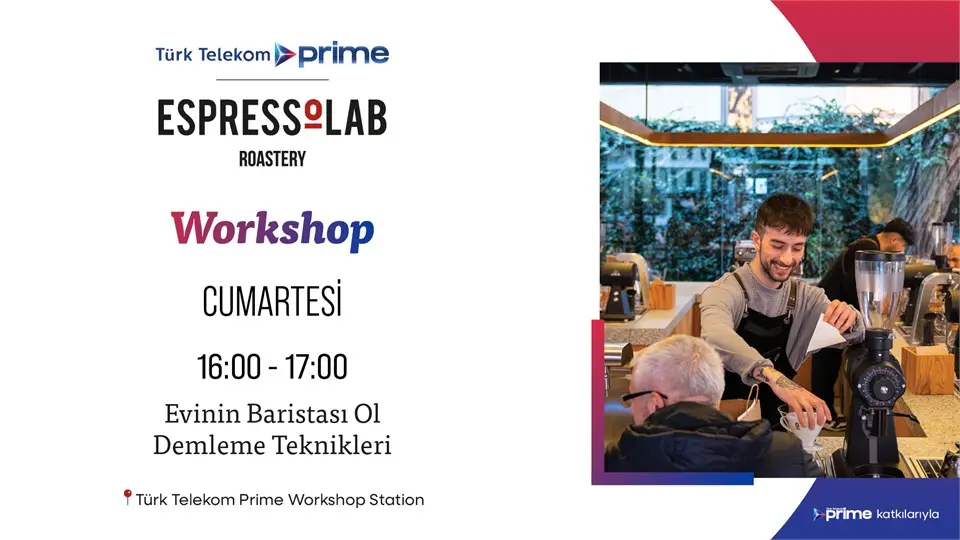 Türk Telekom prime
ESPRESSOLAB
ROASTERY
Workshop
CUMARTESİ
16:00 - 17:00
Evinin Baristası Ol
Demleme Teknikleri
Türk Telekom Prime Workshop Station
prime katkılarıyla